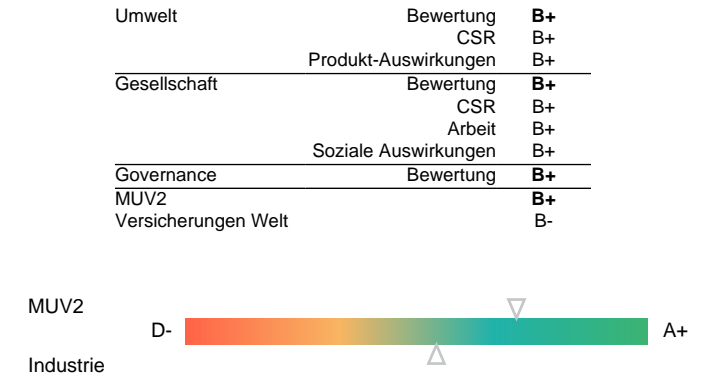 Umwelt Bewertung B+
CSR B+
Produkt-Auswirkungen B+
Gesellschaft Bewertung B+
CSR B+
Arbeit B+
Soziale Auswirkungen B+
Governance Bewertung B+
MUV2 B+
Versicherungen Welt B-
MUV2
D- A+
Industrie